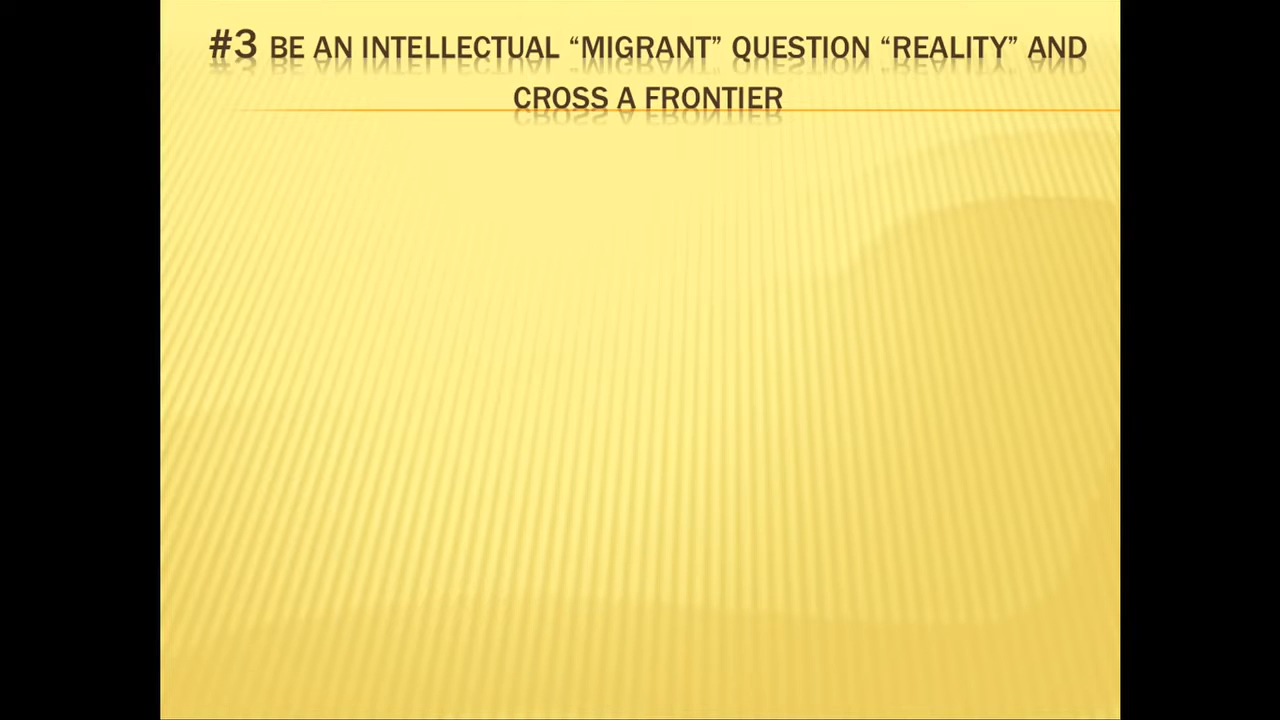 #3 BE AN INTELLECTUAL “MIGRANT” QUESTION “REALITY” AND
CROSS A FRONTIER